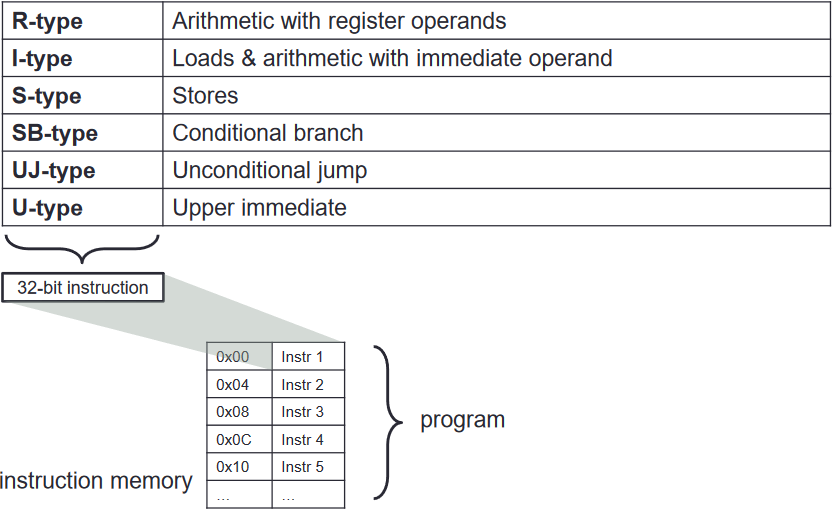 R-type Arithmetic with register operands
I-type Loads & arithmetic with immediate operand
S-type Stores
SB-type Conditional branch
UJ-type Unconditional jump
U-type Upper immediate
32-bit instruction
0x00 Instr 1
0x04 Instr 2
0x08 Instr 3
0x0C Instr 4
0x10 Instr 5
... ...
program
instruction memory